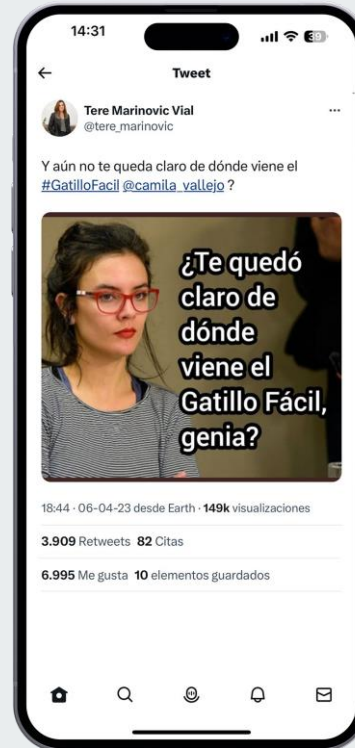 14:31
39
Tweet
Tere Marinovic Vial
@tere_marinovic
Y aún no te queda claro de dónde viene el
#GatilloFacil @camila_vallejo ?
¿Te quedó
claro de
dónde
viene el
Gatillo Fácil,
genia?
18:44 · 06-04-23 desde Earth · 149k visualizaciones
3.909 Retweets 82 Citas
6.995 Me gusta 10 elementos guardados